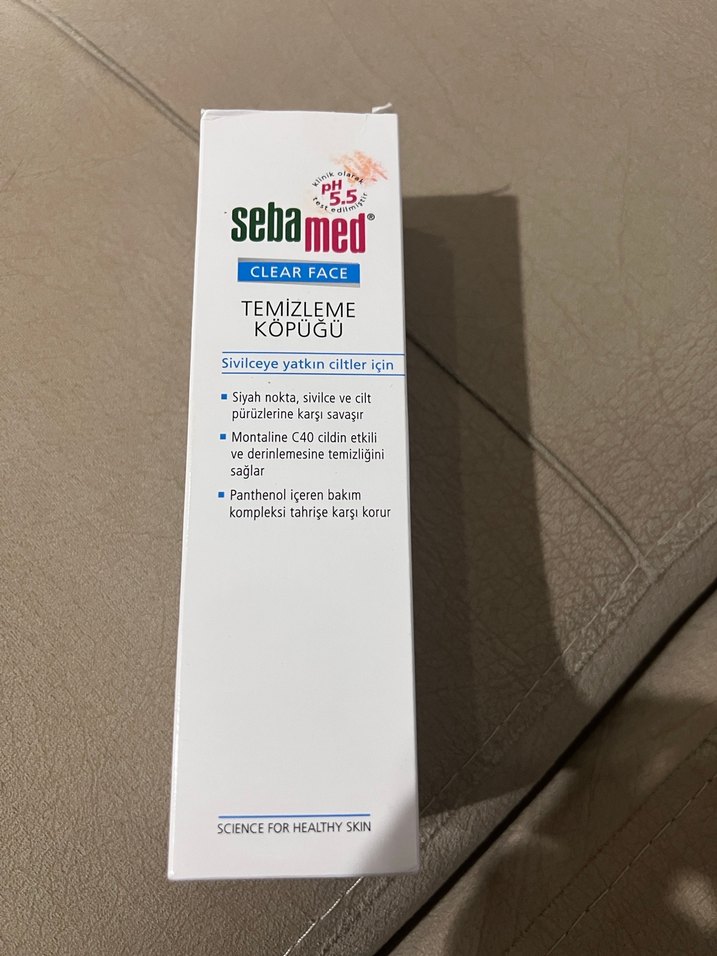 klinik olarak
pH
5.5
test edilmiştir
sebamed®
CLEAR FACE
TEMİZLEME
KÖPÜĞÜ
Sivilceye yatkın ciltler için
Siyah nokta, sivilce ve cilt
pürüzlerine karşı savaşır
Montaline C40 cildin etkili
ve derinlemesine temizliğini
sağlar
Panthenol içeren bakım
kompleksi tahrişe karşı korur
SCIENCE FOR HEALTHY SKIN